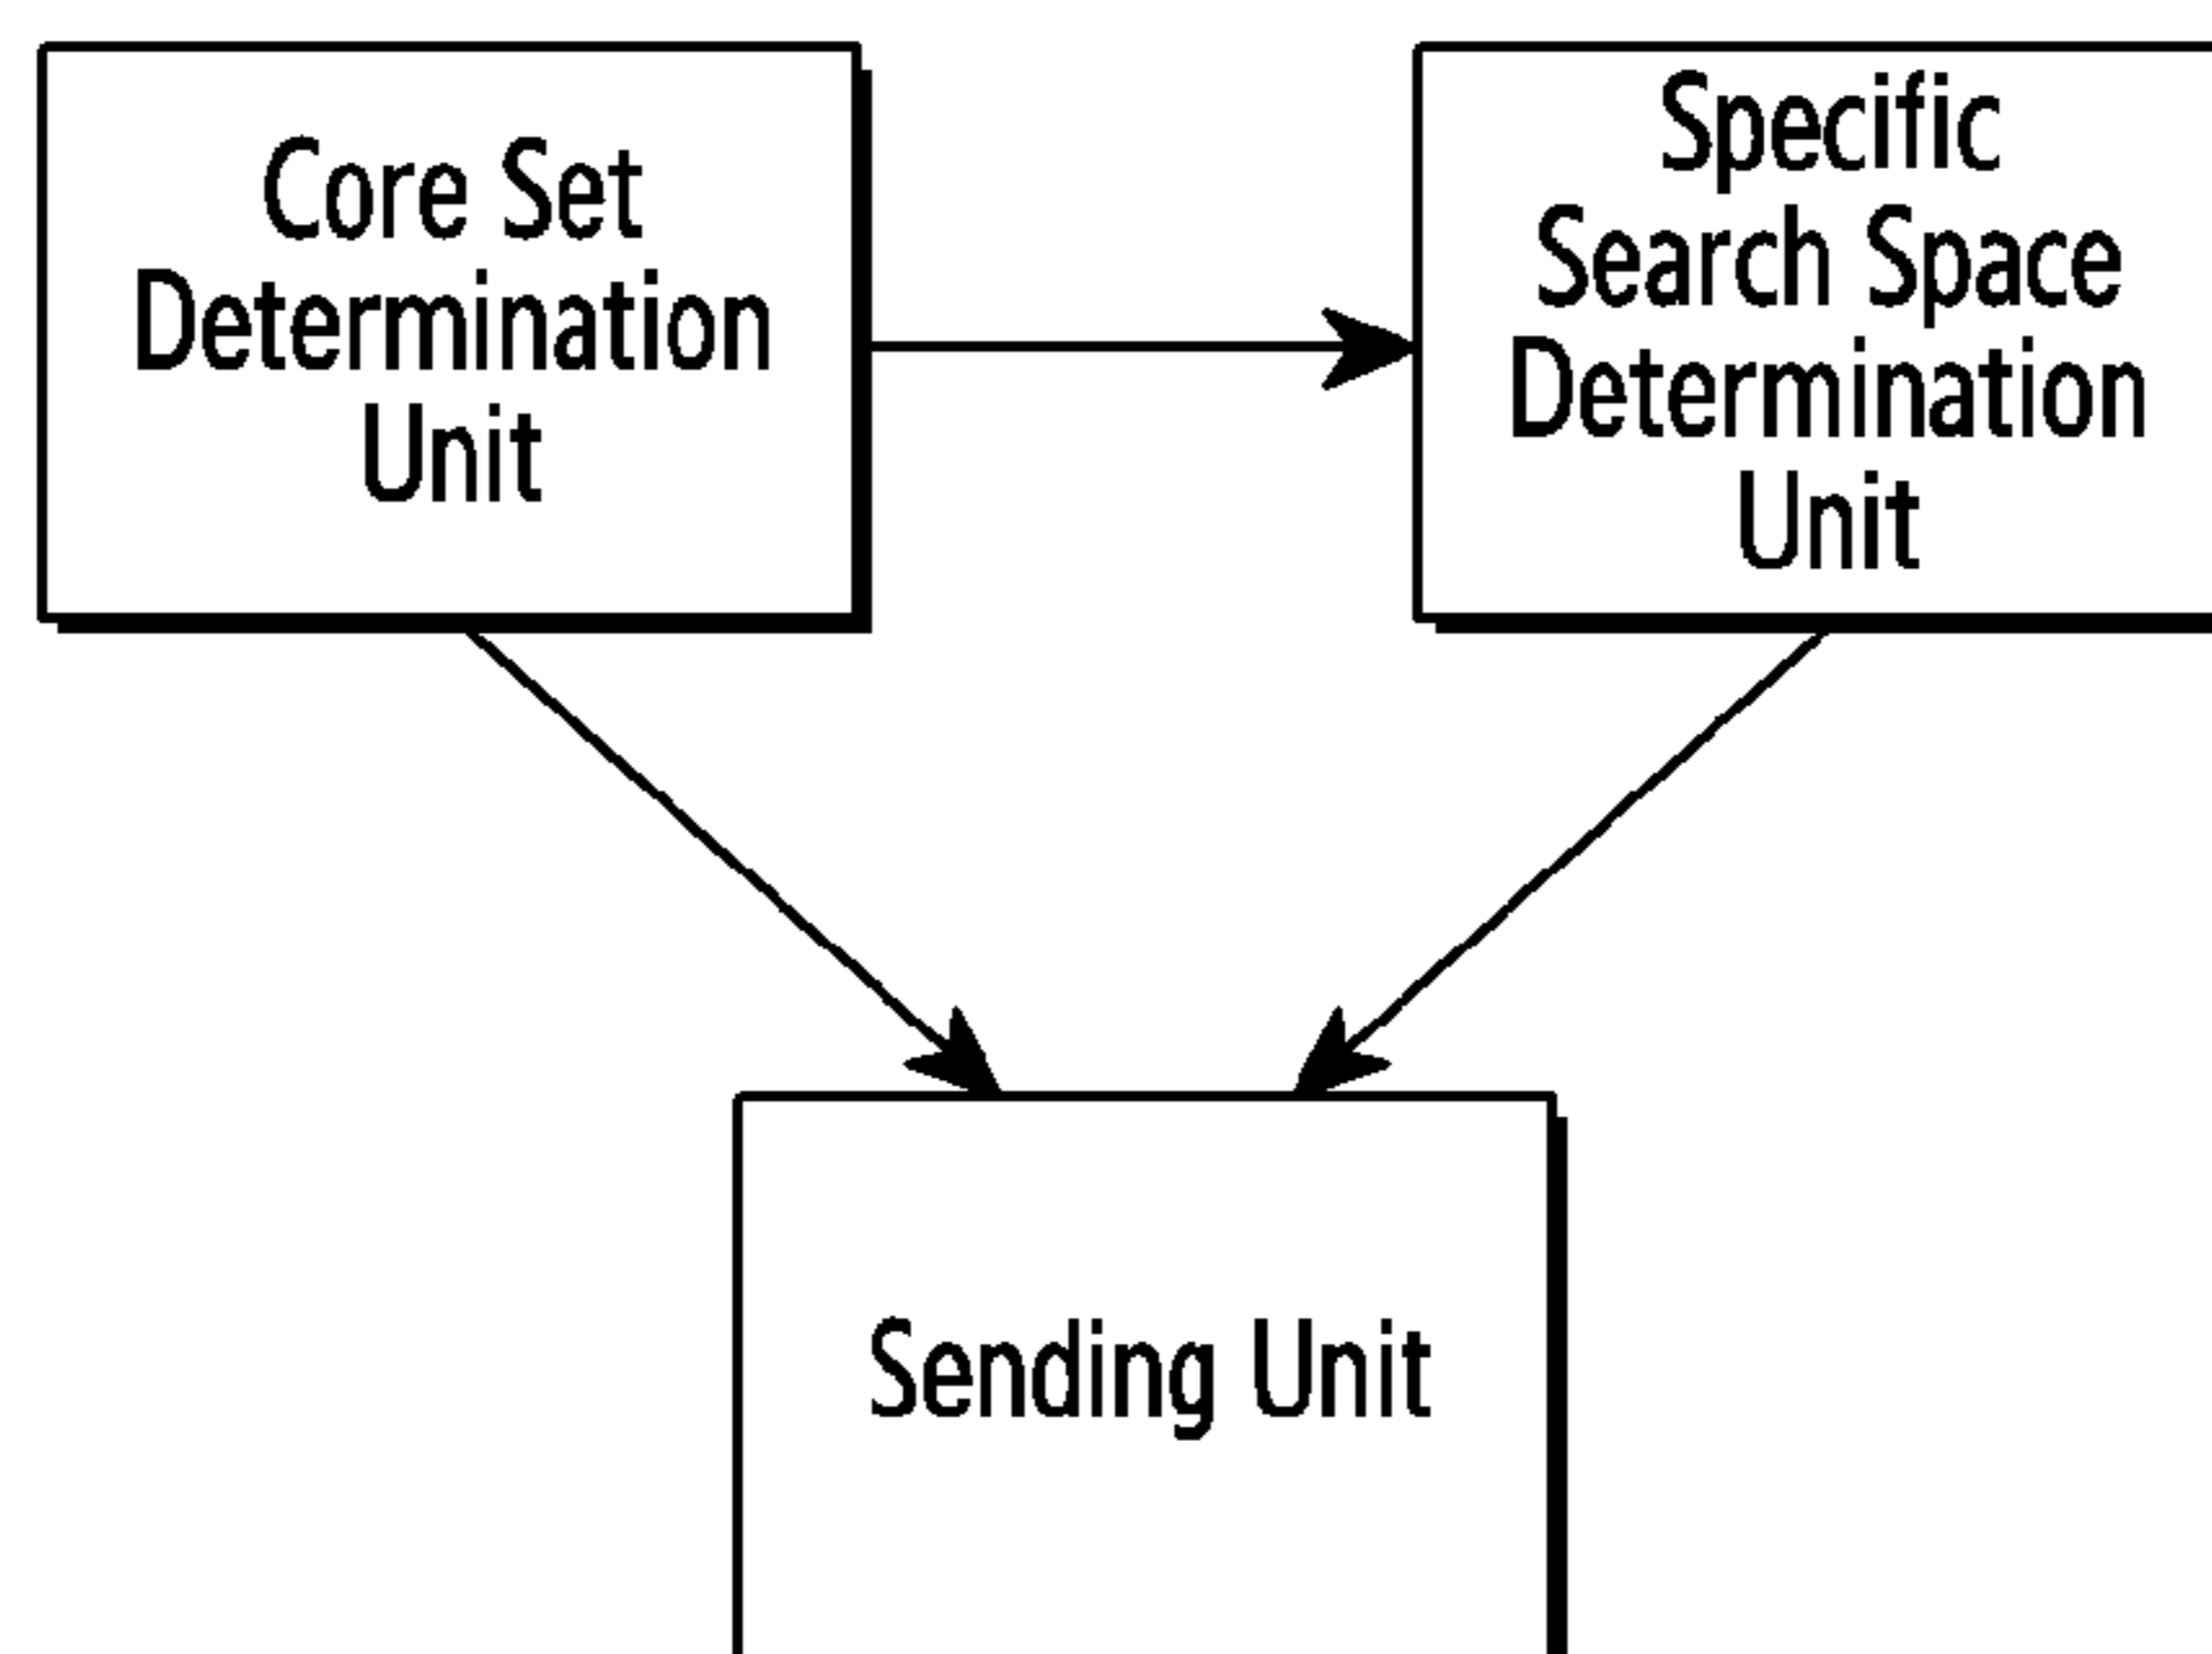 Core Set
Determination
Unit
Specific
Search Space
Determination
Unit
Sending Unit